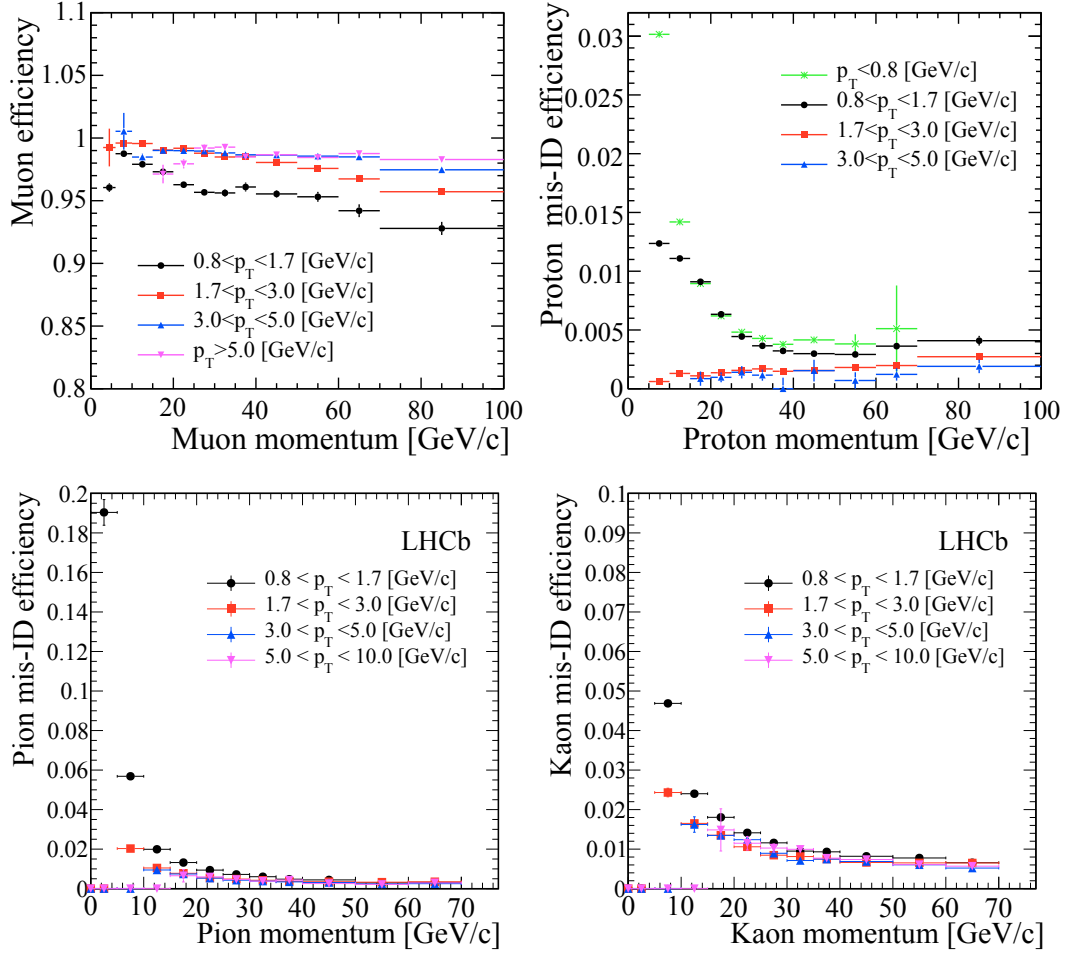 Muon efficiency
1.1
1.05
1
0.95
0.9
0.85
0.8
0.8<p_T<1.7 [GeV/c]
1.7<p_T<3.0 [GeV/c]
3.0<p_T<5.0 [GeV/c]
p_T>5.0 [GeV/c]
0 20 40 60 80 100
Muon momentum [GeV/c]
Proton mis-ID efficiency
0.03
0.025
0.02
0.015
0.01
0.005
0
p_T<0.8 [GeV/c]
0.8<p_T<1.7 [GeV/c]
1.7<p_T<3.0 [GeV/c]
3.0<p_T<5.0 [GeV/c]
0 20 40 60 80 100
Proton momentum [GeV/c]
Pion mis-ID efficiency
0.2
0.18
0.16
0.14
0.12
0.1
0.08
0.06
0.04
0.02
0
LHCb
0.8 < p_T < 1.7 [GeV/c]
1.7 < p_T < 3.0 [GeV/c]
3.0 < p_T <5.0 [GeV/c]
5.0 < p_T < 10.0 [GeV/c]
0 10 20 30 40 50 60 70
Pion momentum [GeV/c]
Kaon mis-ID efficiency
0.1
0.09
0.08
0.07
0.06
0.05
0.04
0.03
0.02
0.01
0
LHCb
0.8 < p_T < 1.7 [GeV/c]
1.7 < p_T < 3.0 [GeV/c]
3.0 < p_T <5.0 [GeV/c]
5.0 < p_T < 10.0 [GeV/c]
0 10 20 30 40 50 60 70
Kaon momentum [GeV/c]